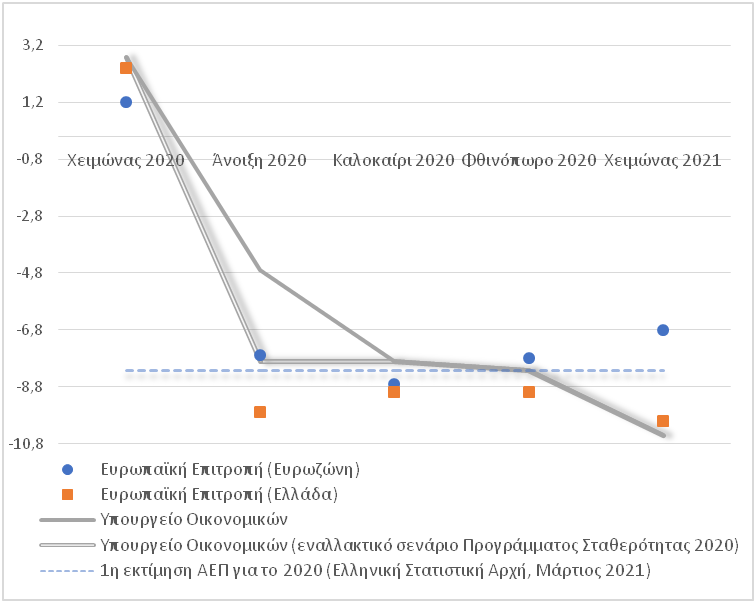 3,2
1,2
-0,8
Χειμώνας 2020 Άνοιξη 2020 Καλοκαίρι 2020 Φθινόπωρο 2020 Χειμώνας 2021
-2,8
-4,8
-6,8
-8,8
-10,8
Ευρωπαϊκή Επιτροπή (Ευρωζώνη)
Ευρωπαϊκή Επιτροπή (Ελλάδα)
Υπουργείο Οικονομικών
Υπουργείο Οικονομικών (εναλλακτικό σενάριο Προγράμματος Σταθερότητας 2020)
1η εκτίμηση ΑΕΠ για το 2020 (Ελληνική Στατιστική Αρχή, Μάρτιος 2021)